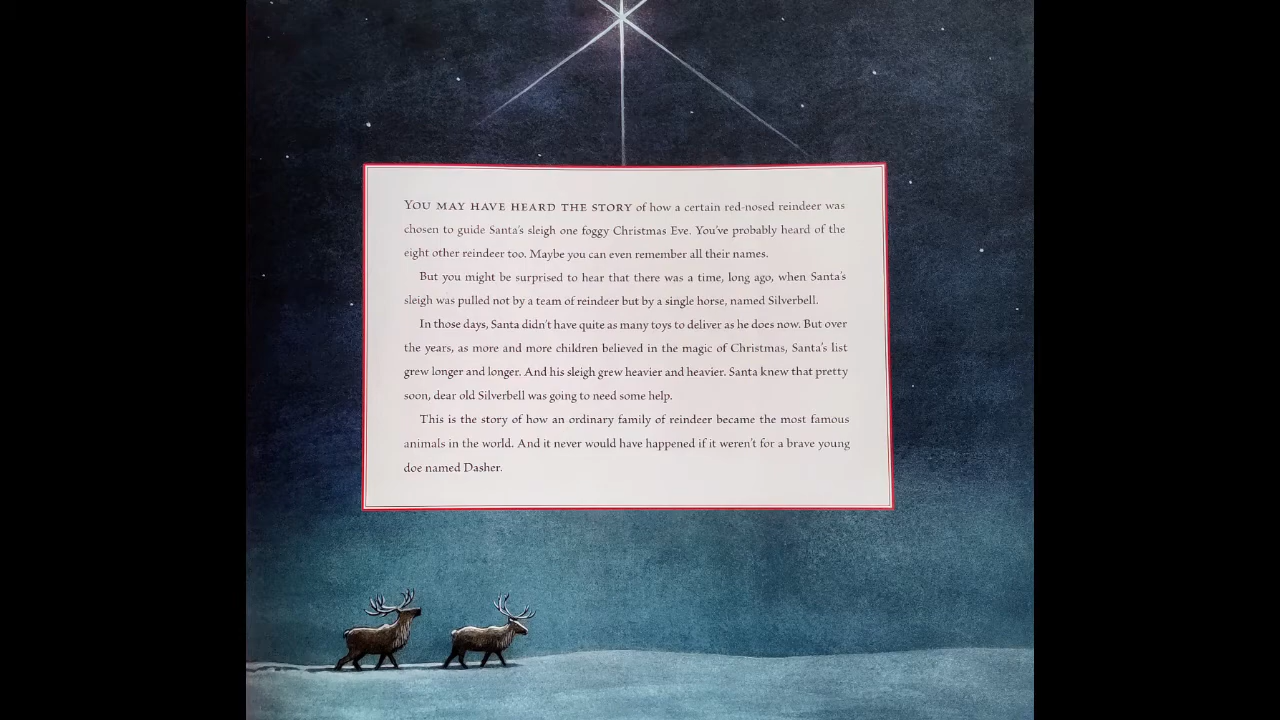 YOU MAY HAVE HEARD THE STORY of how a certain red-nosed reindeer was
chosen to guide Santa's sleigh one foggy Christmas Eve. You've probably heard of the
eight other reindeer too. Maybe you can even remember all their names.
But you might be surprised to hear that there was a time, long ago, when Santa's
sleigh was pulled not by a team of reindeer but by a single horse, named Silverbell.
In those days, Santa didn't have quite as many toys to deliver as he does now. But over
the years, as more and more children believed in the magic of Christmas, Santa's list
grew longer and longer. And his sleigh grew heavier and heavier. Santa knew that pretty
soon, dear old Silverbell was going to need some help.
This is the story of how an ordinary family of reindeer became the most famous
animals in the world. And it never would have happened if it weren't for a brave young
doe named Dasher.